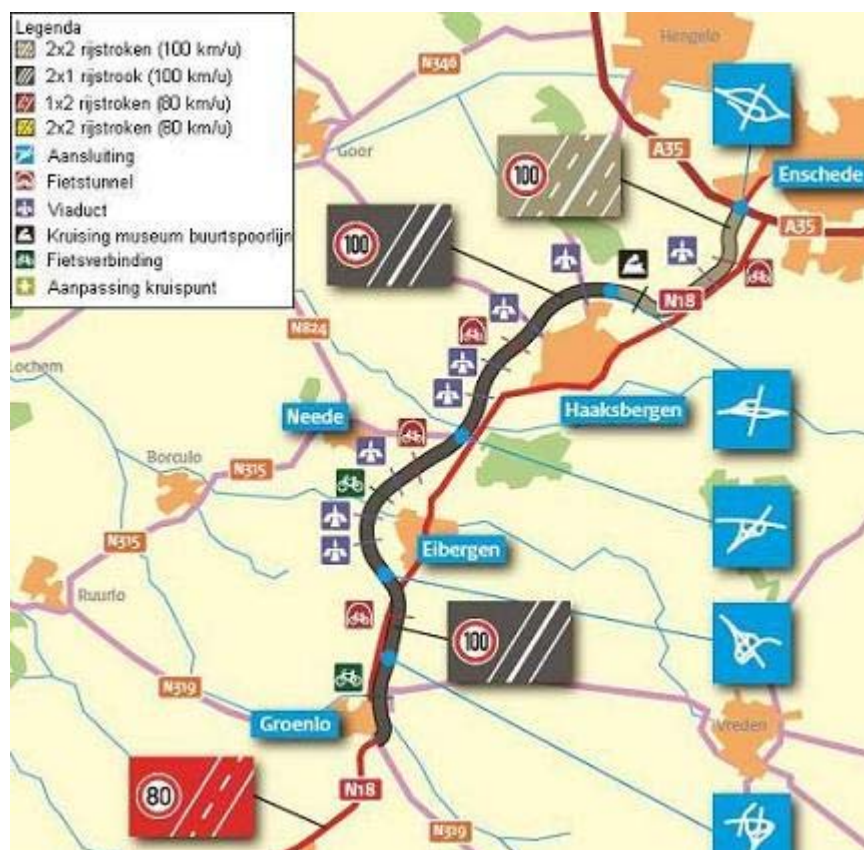 Legenda
2x2 rijstroken (100 km/u)
2x1 rijstrook (100 km/u)
1x2 rijstroken (80 km/u)
2x2 rijstroken (80 km/u)
Aansluiting
Fietstunnel
Viaduct
Kruising museum buurtspoorlijn
Fietsverbinding
Aanpassing kruispunt
Hengelo
N346
A35
Goor
100
Enschede
A35
100
N18
N824
Lochem
Haaksbergen
Neede
Borculo
N315
Eibergen
N315
Ruurlo
100
N319
Groenlo
Vreden
80
N18
N319